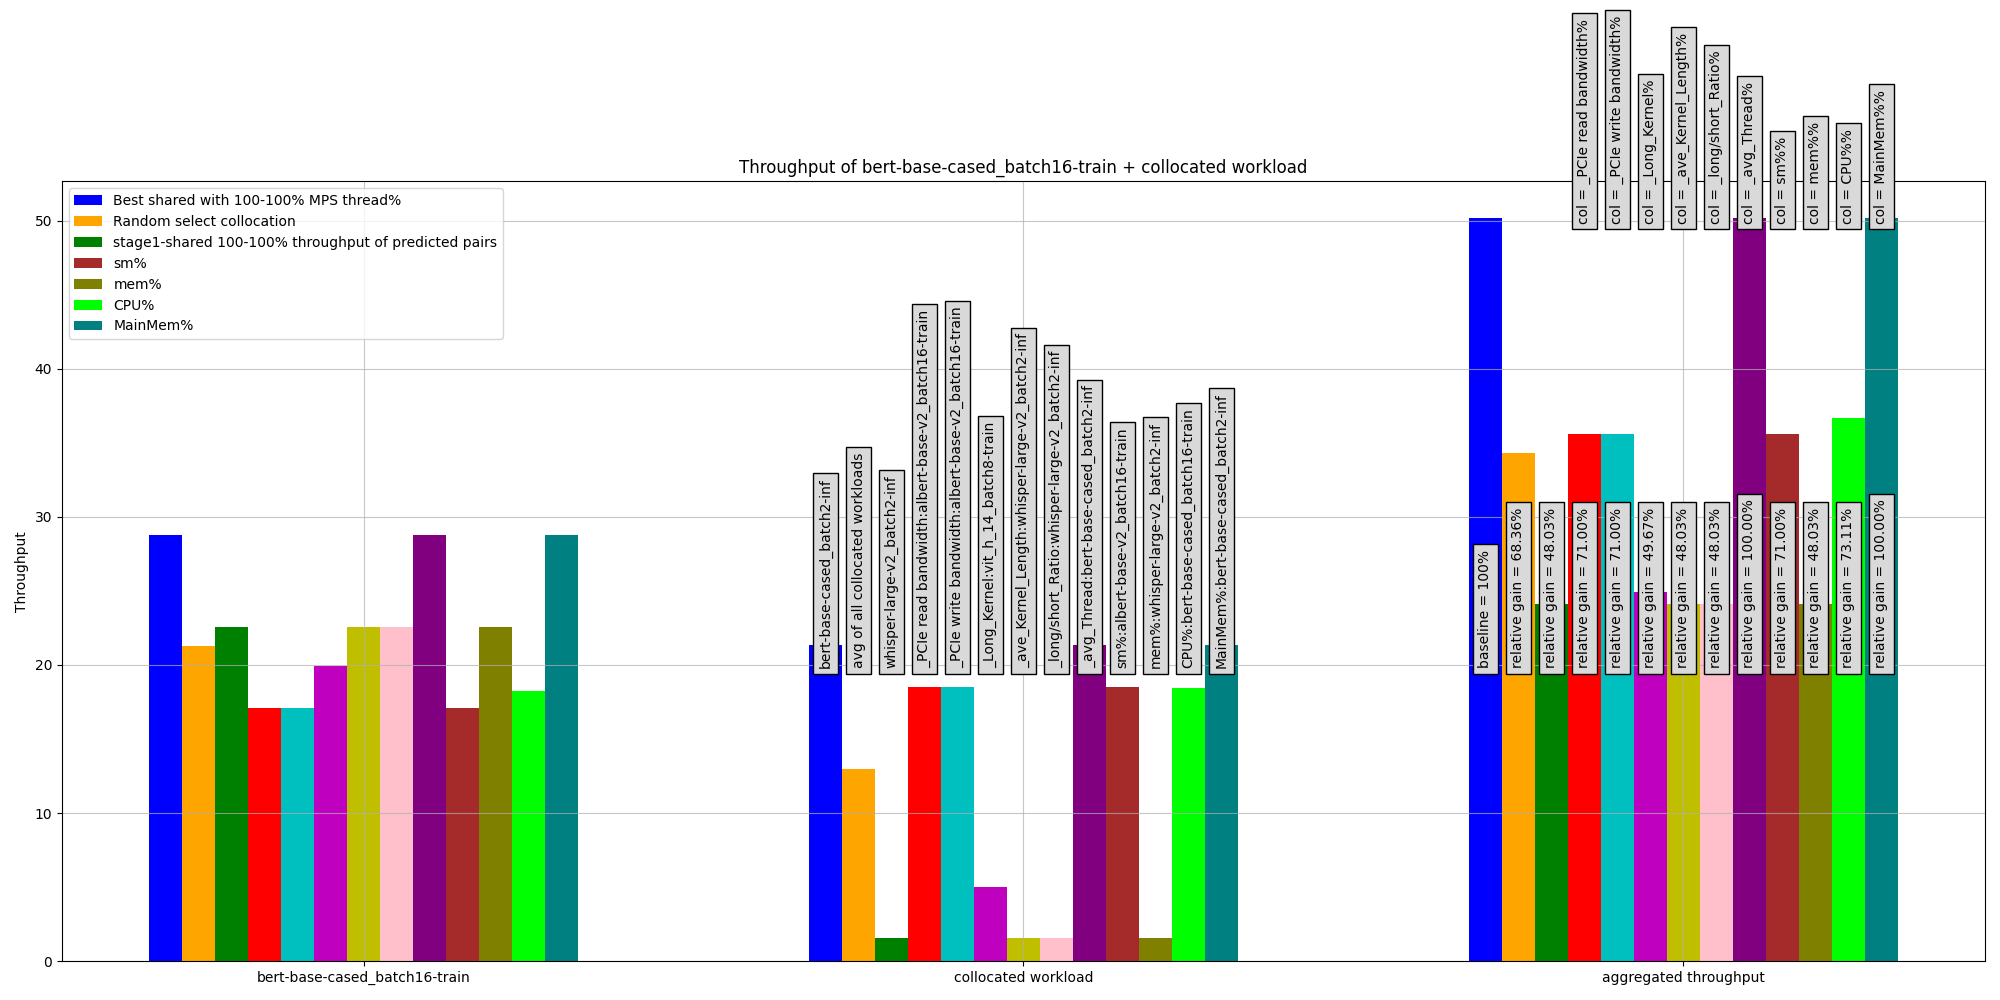 col = _PCIe read bandwidth%
col = _PCIe write bandwidth%
col = _Long_Kernel%
col = _ave_Kernel_Length%
col = _long/short_Ratio%
col = _avg_Thread%
col = sm%%
col = mem%%
col = CPU%%
col = MainMem%%
Throughput of bert-base-cased_batch16-train + collocated workload
Best shared with 100-100% MPS thread%
Random select collocation
stage1-shared 100-100% throughput of predicted pairs
sm%
mem%
CPU%
MainMem%
Throughput
50
40
30
20
10
0
bert-base-cased_batch2-inf
avg of all collocated workloads
whisper-large-v2_batch2-inf
_PCIe read bandwidth:albert-base-v2_batch16-train
_PCIe write bandwidth:albert-base-v2_batch16-train
_Long_Kernel:vit_h_14_batch8-train
_ave_Kernel_Length:whisper-large-v2_batch2-inf
_long/short_Ratio:whisper-large-v2_batch2-inf
_avg_Thread:bert-base-cased_batch2-inf
sm%:albert-base-v2_batch16-train
mem%:whisper-large-v2_batch2-inf
CPU%:bert-base-cased_batch16-train
MainMem%:bert-base-cased_batch2-inf
baseline = 100%
relative gain = 68.36%
relative gain = 48.03%
relative gain = 71.00%
relative gain = 71.00%
relative gain = 49.67%
relative gain = 48.03%
relative gain = 48.03%
relative gain = 100.00%
relative gain = 71.00%
relative gain = 48.03%
relative gain = 73.11%
relative gain = 100.00%
bert-base-cased_batch16-train
collocated workload
aggregated throughput